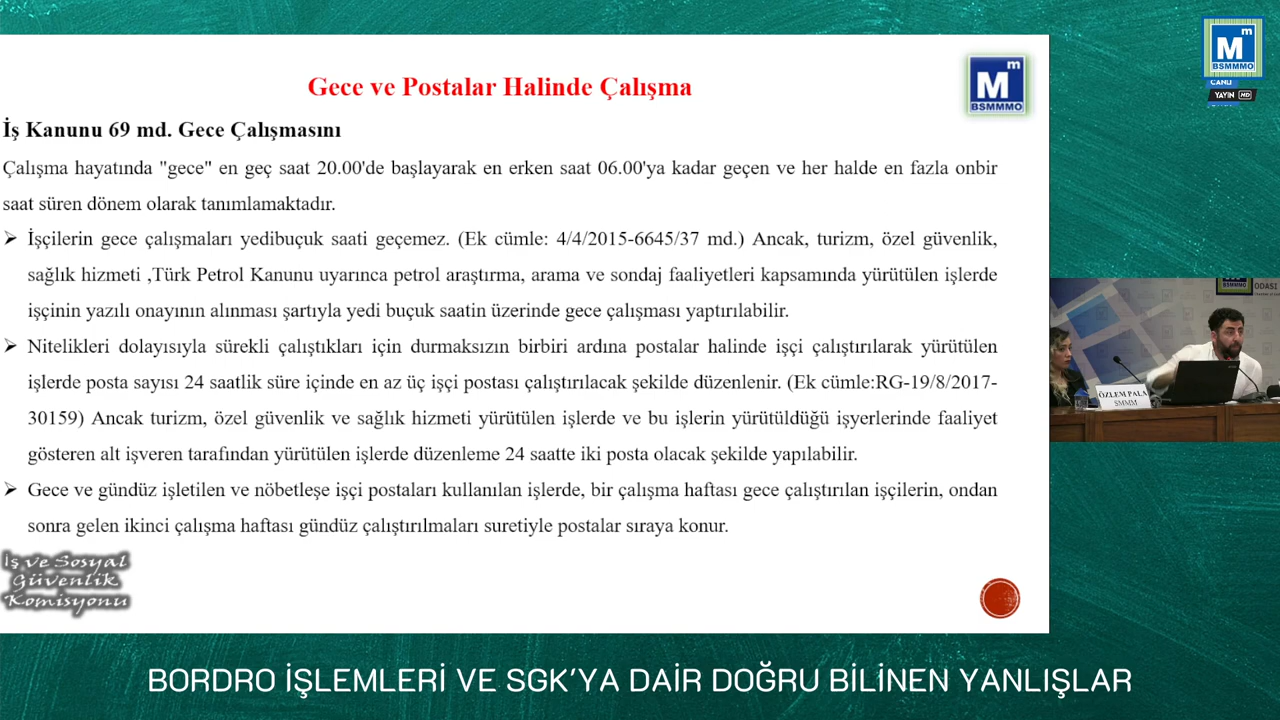 Gece ve Postalar Halinde Çalışma
m
M
BSMMMO
İş Kanunu 69 md. Gece Çalışmasını
Çalışma hayatında "gece" en geç saat 20.00'de başlayarak en erken saat 06.00'ya kadar geçen ve her halde en fazla onbir
saat süren dönem olarak tanımlamaktadır.
İşçilerin gece çalışmaları yedibuçuk saati geçemez. (Ek cümle: 4/4/2015-6645/37 md.) Ancak, turizm, özel güvenlik,
sağlık hizmeti ,Türk Petrol Kanunu uyarınca petrol araştırma, arama ve sondaj faaliyetleri kapsamında yürütülen işlerde
işçinin yazılı onayının alınması şartıyla yedi buçuk saatin üzerinde gece çalışması yaptırılabilir.
Nitelikleri dolayısıyla sürekli çalıştıkları için durmaksızın birbiri ardına postalar halinde işçi çalıştırılarak yürütülen
işlerde posta sayısı 24 saatlik süre içinde en az üç işçi postası çalıştırılacak şekilde düzenlenir. (Ek cümle:RG-19/8/2017-
30159) Ancak turizm, özel güvenlik ve sağlık hizmeti yürütülen işlerde ve bu işlerin yürütüldüğü işyerlerinde faaliyet
gösteren alt işveren tarafından yürütülen işlerde düzenleme 24 saatte iki posta olacak şekilde yapılabilir.
Gece ve gündüz işletilen ve nöbetleşe işçi postaları kullanılan işlerde, bir çalışma haftası gece çalıştırılan işçilerin, ondan
sonra gelen ikinci çalışma haftası gündüz çalıştırılmaları suretiyle postalar sıraya konur.
İş ve Sosyal
Güvenlik
Komisyonu
m
M
BSMMMO
CANLI
YAYIN HD
BSMMMO
ODASI
ÖZLEM PALA
SMMM
BORDRO İŞLEMLERİ VE SGK'YA DAİR DOĞRU BİLİNEN YANLIŞLAR